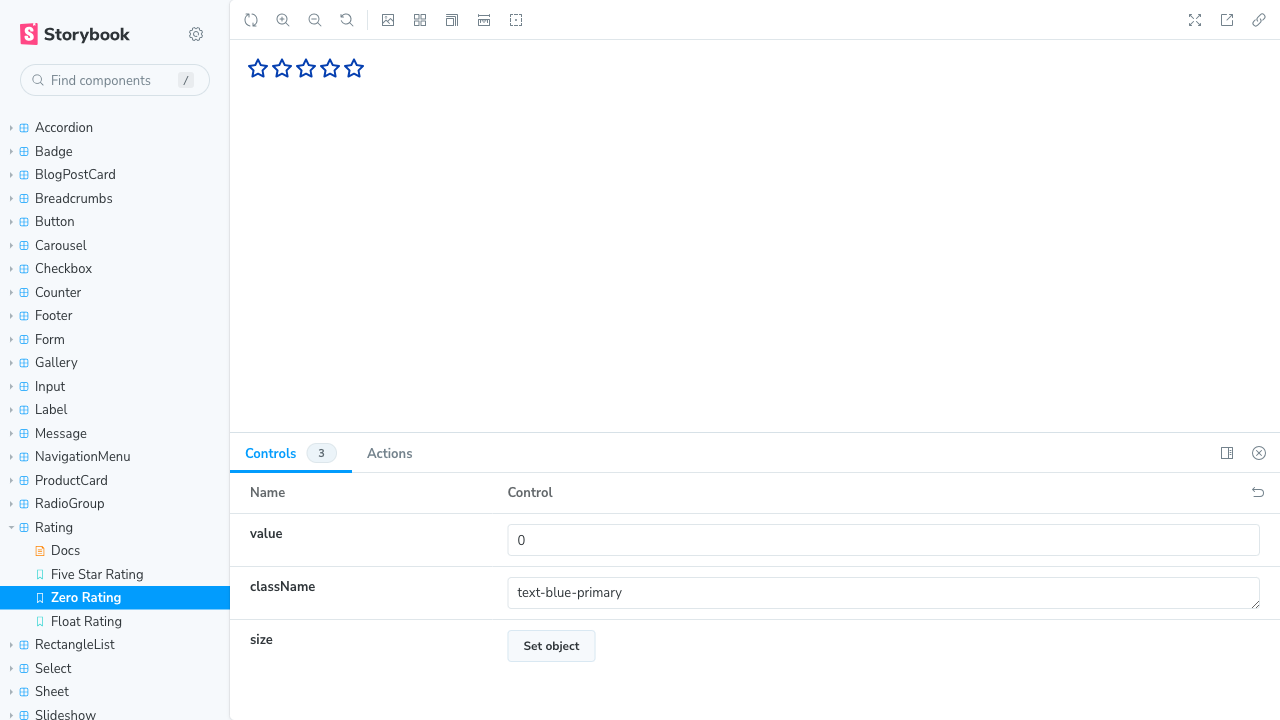 Storybook
Find components /
Accordion
Badge
BlogPostCard
Breadcrumbs
Button
Carousel
Checkbox
Counter
Footer
Form
Gallery
Input
Label
Message
NavigationMenu
ProductCard
RadioGroup
Rating
Docs
Five Star Rating
Zero Rating
Float Rating
RectangleList
Select
Sheet
Slideshow
Controls 3 Actions
Name Control
value 0
className text-blue-primary
size Set object